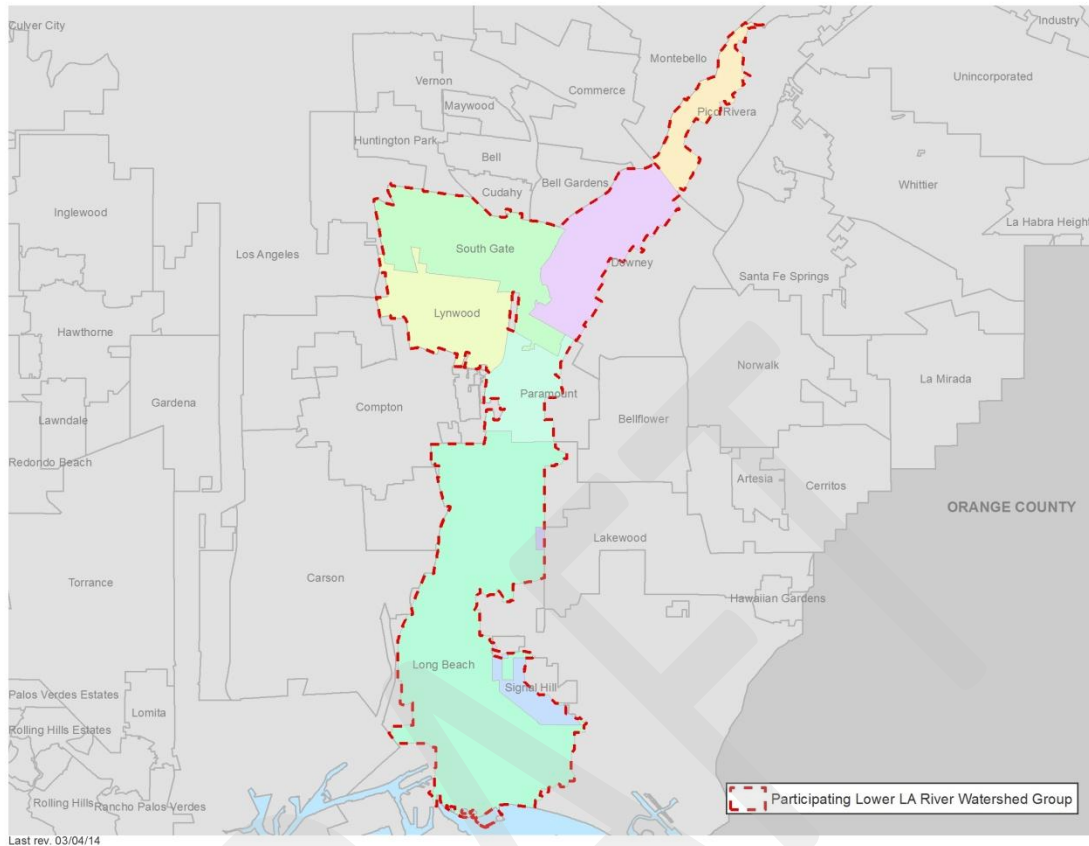 Culver City
Industry
Montebello
Vernon
Commerce
Unincorporated
Maywood
Pico Rivera
Huntington Park
Bell
Whittier
Cudahy
Bell Gardens
Inglewood
La Habra Height
South Gate
Los Angeles
Downey
Santa Fe Springs
Lynwood
Hawthorne
Norwalk
La Mirada
Paramount
Gardena
Compton
Bellflower
Lawndale
Redondo Beach
Artesia
Cerritos
ORANGE COUNTY
Lakewood
Torrance
Carson
Hawaiian Gardens
Long Beach
Signal Hill
Palos Verdes Estates
Lomita
Rolling Hills Estates
Rolling Hills
Rancho Palos Verdes
Participating Lower LA River Watershed Group
Last rev. 03/04/14